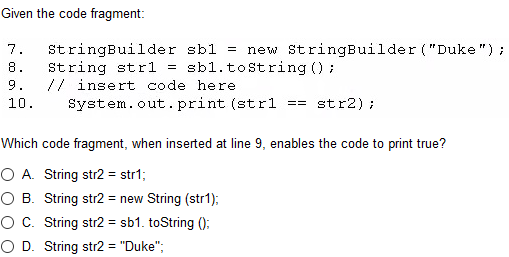 Given the code fragment:
7. StringBuilder sb1 = new StringBuilder("Duke");
8. String str1 = sb1.toString();
9. // insert code here
10. System.out.print(str1 == str2);
Which code fragment, when inserted at line 9, enables the code to print true?
A. String str2 = str1;
B. String str2 = new String (str1);
C. String str2 = sb1. toString ();
D. String str2 = "Duke";